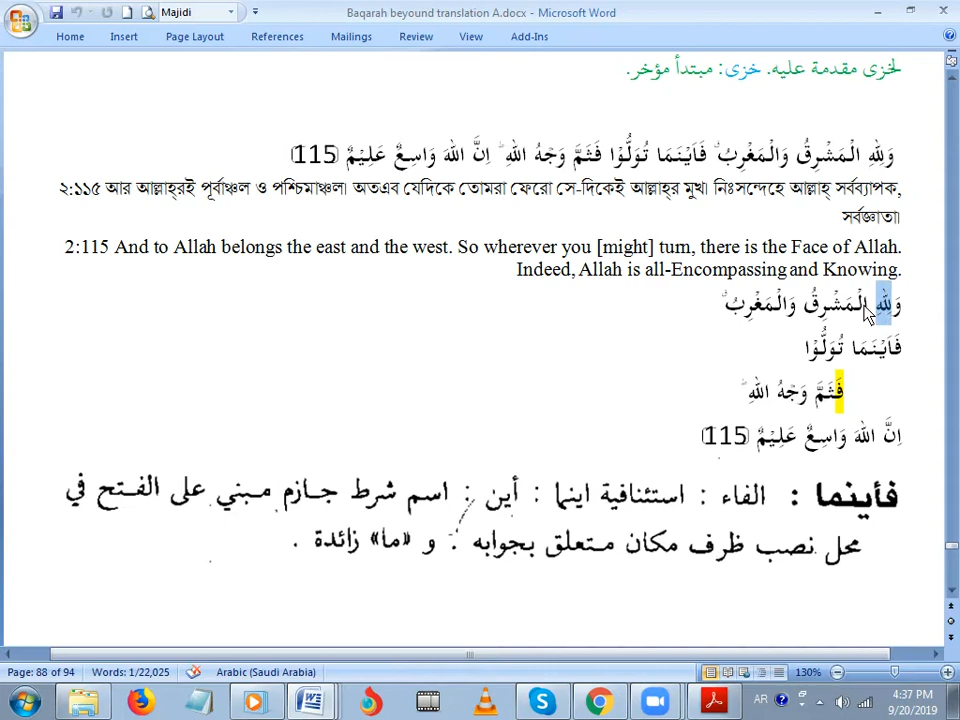 Baqarah beyound translation A.docx - Microsoft Word
Majidi
Home Insert Page Layout References Mailings Review View Add-Ins
لخزى مقدمة عليه. خزى: مبتدأ مؤخر.
وَلِلّٰهِ الْمَشْرِقُ وَالْمَغْرِبُ ۗ فَاَيْنَمَا تُوَلُّوْا فَثَمَّ وَجْهُ اللّٰهِ ۗ اِنَّ اللّٰهَ وَاسِعٌ عَلِيْمٌ (115)
২:১১৫ আর আল্লাহ্‌রই পূর্বাঞ্চল ও পশ্চিমাঞ্চল। অতএব যেদিকে তোমরা ফেরো সে-দিকেই আল্লাহ্‌র মুখ। নিঃসন্দেহে আল্লাহ্ সর্বব্যাপক,
সর্বজ্ঞাতা।
2:115 And to Allah belongs the east and the west. So wherever you [might] turn, there is the Face of Allah.
Indeed, Allah is all-Encompassing and Knowing.
وَلِلّٰهِ الْمَشْرِقُ وَالْمَغْرِبُ ۗ
فَاَيْنَمَا تُوَلُّوْا
فَثَمَّ وَجْهُ اللّٰهِ ۗ
اِنَّ اللّٰهَ وَاسِعٌ عَلِيْمٌ (115)
فأينما : الفاء : استئنافية اينما : أين : اسم شرط جازم مبني على الفتح في
محل نصب ظرف مكان متعلق بجوابه . و «ما» زائدة .
Page: 88 of 94 Words: 1/22,025 Arabic (Saudi Arabia) 130%
AR 4:37 PM
9/20/2019